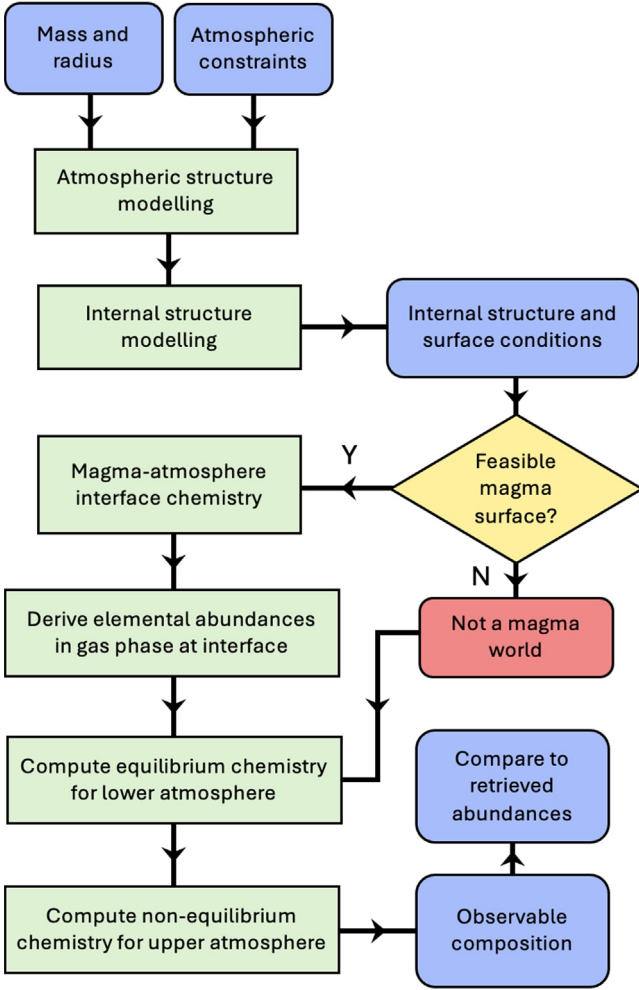 Mass and
radius
Atmospheric
constraints
Atmospheric structure
modelling
Internal structure
modelling
Internal structure and
surface conditions
Feasible
magma
surface?
Y
N
Magma-atmosphere
interface chemistry
Not a magma
world
Derive elemental abundances
in gas phase at interface
Compute equilibrium chemistry
for lower atmosphere
Compute non-equilibrium
chemistry for upper atmosphere
Observable
composition
Compare to
retrieved
abundances